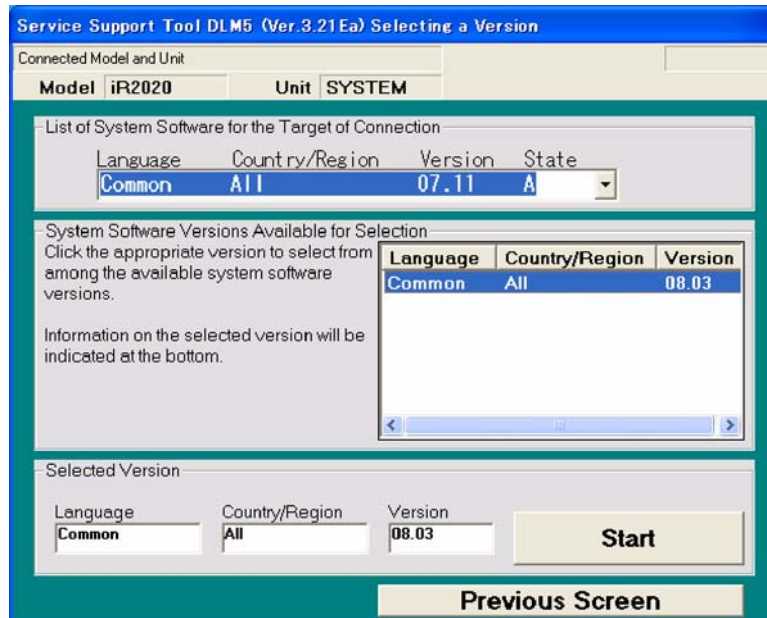 Service Support Tool DLM5 (Ver.3.21Ea) Selecting a Version
Connected Model and Unit
Model iR2020 Unit SYSTEM
List of System Software for the Target of Connection
Language Country/Region Version State
Common All 07.11 A
System Software Versions Available for Selection
Click the appropriate version to select from
among the available system software
versions.
Information on the selected version will be
indicated at the bottom.
Language Country/Region Version
Common All 08.03
Selected Version
Language Country/Region Version
Common All 08.03
Start
Previous Screen